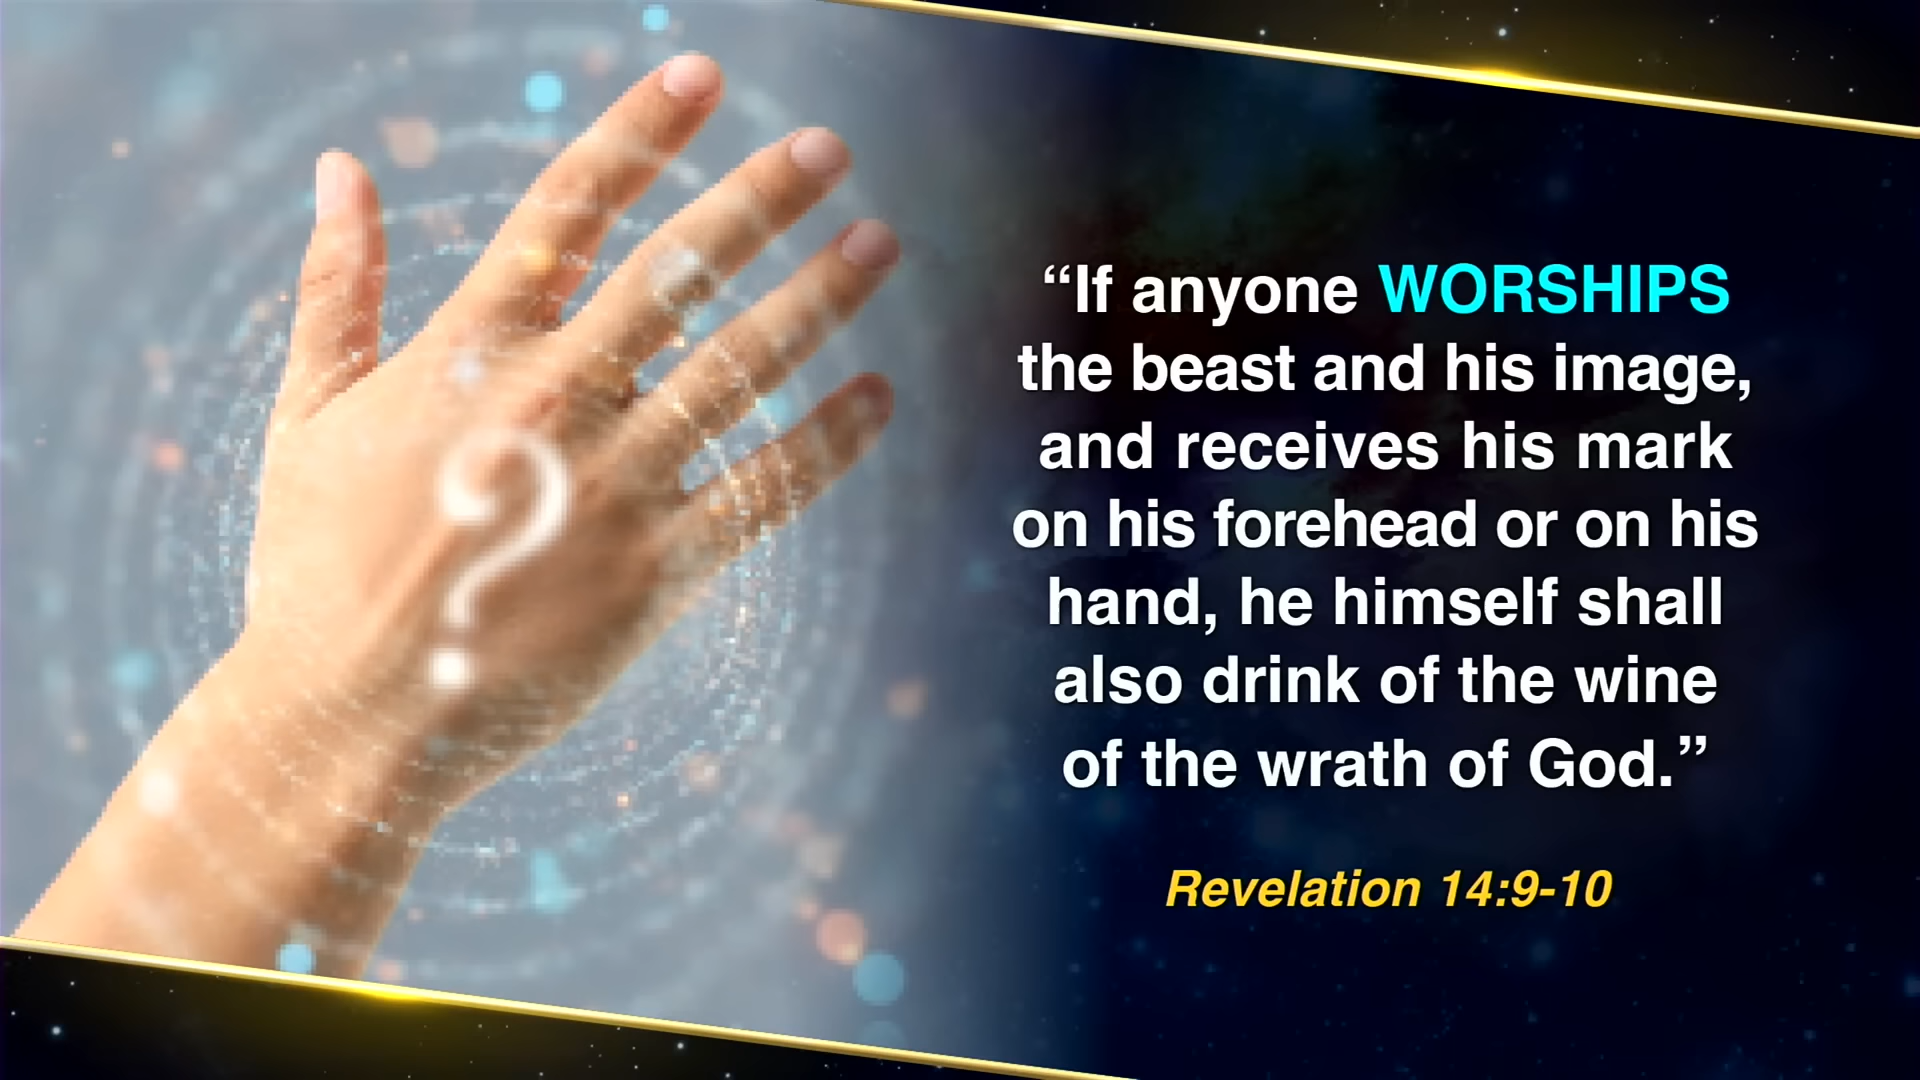 ?
“If anyone WORSHIPS
the beast and his image,
and receives his mark
on his forehead or on his
hand, he himself shall
also drink of the wine
of the wrath of God.”
Revelation 14:9-10